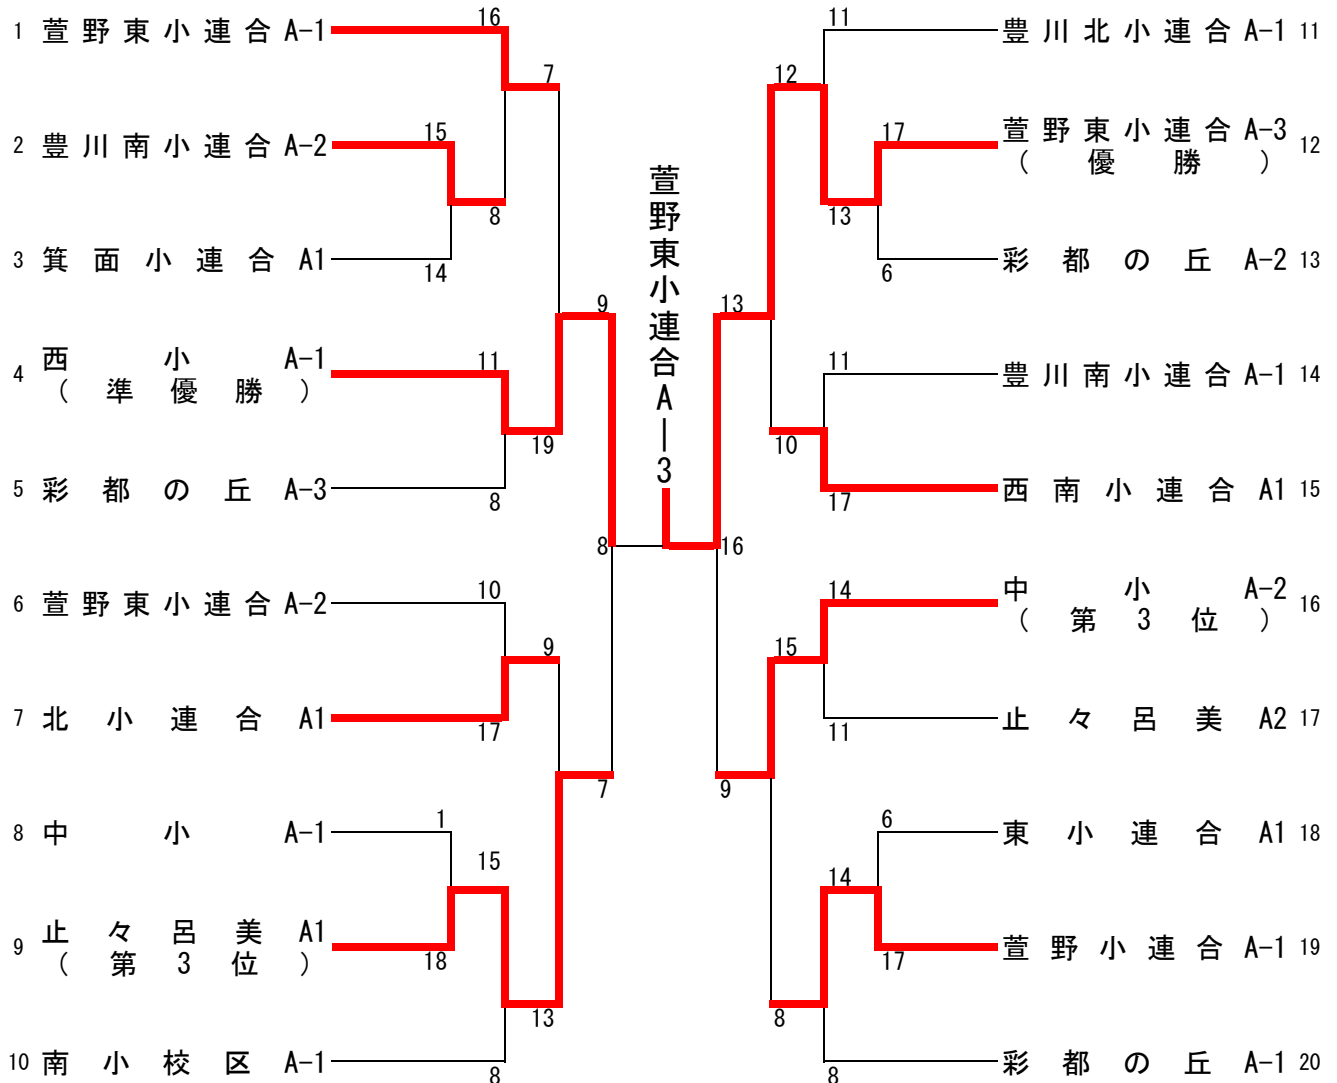 1 萱野東小連合 A-1
2 豊川南小連合 A-2
3 箕面小連合 A1
4 西小 A-1
(準優勝)
5 彩都の丘 A-3
6 萱野東小連合 A-2
7 北小連合 A1
8 中小 A-1
9 止々呂美 A1
(第3位)
10 南小校区 A-1
16
7
15
8
14
9
11
19
8
8
10
9
17
7
1
15
18
13
8
萱野東小連合A―3
11
12
17
13
6
13
11
10
17
16
14
15
11
9
6
14
17
8
8
豊川北小連合 A-1 11
萱野東小連合 A-3 12
(優勝)
彩都の丘 A-2 13
豊川南小連合 A-1 14
西南小連合 A1 15
中小 A-2 16
(第3位)
止々呂美 A2 17
東小連合 A1 18
萱野小連合 A-1 19
彩都の丘 A-1 20